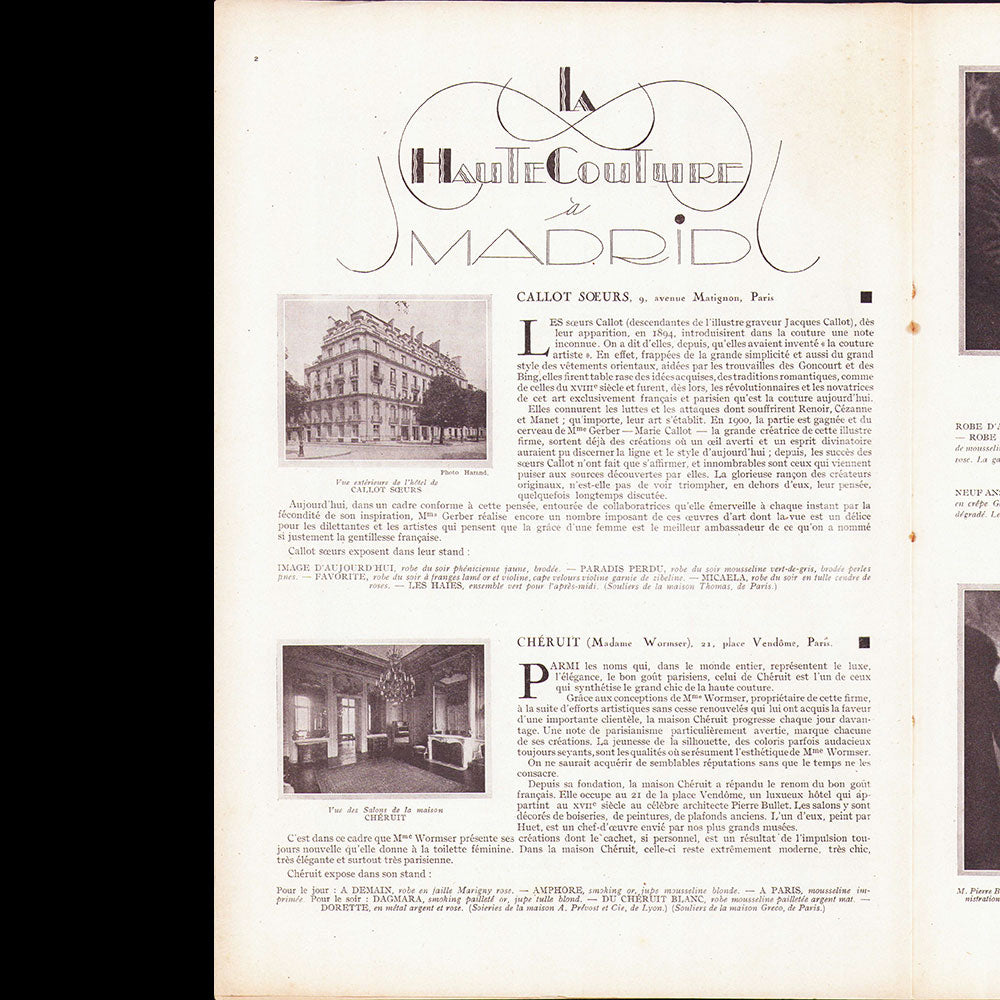 2
LA
HAUTE COUTURE
à
MADRID
CALLOT SŒURS, 9, avenue Matignon, Paris
LES sœurs Callot (descendantes de l'illustre graveur Jacques Callot), dès
leur apparition, en 1894, introduisirent dans la couture une note
inconnue. On a dit d'elles, depuis, qu'elles avaient inventé « la couture
artiste ». En effet, frappées de la grande simplicité et aussi du grand
style des vêtements orientaux, aidées par les trouvailles des Goncourt et des
Bing, elles firent table rase des idées acquises, des traditions romantiques, comme
de celles du XVIIIe siècle et furent, dès lors, les révolutionnaires et les novatrices
de cet art exclusivement français et parisien qu'est la couture aujourd'hui.
Elles connurent les luttes et les attaques dont souffrirent Renoir, Cézanne
et Manet ; qu'importe, leur art s'établit. En 1900, la partie est gagnée et du
cerveau de Mme Gerber — Marie Callot — la grande créatrice de cette illustre
firme, sortent déjà des créations où un œil averti et un esprit divinatoire
auraient pu discerner la ligne et le style d'aujourd'hui ; depuis, les succès des
sœurs Callot n'ont fait que s'affirmer, et innombrables sont ceux qui viennent
puiser aux sources découvertes par elles. La glorieuse rançon des créateurs
originaux, n'est-elle pas de voir triompher, en dehors d'eux, leur pensée,
quelquefois longtemps discutée.
Photo Harand.
Vue extérieure de l'hôtel de
CALLOT SŒURS
Aujourd'hui, dans un cadre conforme à cette pensée, entourée de collaboratrices qu'elle émerveille à chaque instant par la
fécondité de son inspiration, Mme Gerber réalise encore un nombre imposant de ces œuvres d'art dont la vue est un délice
pour les dilettantes et les artistes qui pensent que la grâce d'une femme est le meilleur ambassadeur de ce qu'on a nommé
si justement la gentillesse française.
Callot sœurs exposent dans leur stand :
IMAGE D'AUJOURD'HUI, robe du soir phénicienne jaune, brodée. — PARADIS PERDU, robe du soir mousseline vert-de-gris, brodée perles
fines. — FAVORITE, robe du soir à franges lamé or et violine, cape velours violine garnie de zibeline. — MICAELA, robe du soir en tulle cendre de
roses. — LES HAIES, ensemble vert pour l'après-midi. (Souliers de la maison Thomas, de Paris.)
CHÉRUIT (Madame Wormser), 21, place Vendôme, Paris.
PARMI les noms qui, dans le monde entier, représentent le luxe,
l'élégance, le bon goût parisiens, celui de Chéruit est l'un de ceux
qui synthétise le grand chic de la haute couture.
Grâce aux conceptions de Mme Wormser, propriétaire de cette firme,
à la suite d'efforts artistiques sans cesse renouvelés qui lui ont acquis la faveur
d'une importante clientèle, la maison Chéruit progresse chaque jour davan-
tage. Une note de parisianisme particulièrement avertie, marque chacune
de ses créations. La jeunesse de la silhouette, des coloris parfois audacieux
toujours seyants, sont les qualités où se résument l'esthétique de Mme Wormser.
On ne saurait acquérir de semblables réputations sans que le temps ne les
consacre.
Depuis sa fondation, la maison Chéruit a répandu le renom du bon goût
français. Elle occupe au 21 de la place Vendôme, un luxueux hôtel qui ap-
partint au XVIIe siècle au célèbre architecte Pierre Bullet. Les salons y sont
décorés de boiseries, de peintures, de plafonds anciens. L'un d'eux, peint par
Huet, est un chef-d'œuvre envié par nos plus grands musées.
Vue des Salons de la maison
CHÉRUIT
C'est dans ce cadre que Mme Wormser présente ses créations dont le cachet, si personnel, est un résultat de l'impulsion tou-
jours nouvelle qu'elle donne à la toilette féminine. Dans la maison Chéruit, celle-ci reste extrêmement moderne, très chic,
très élégante et surtout très parisienne.
Chéruit expose dans son stand :
Pour le jour : A DEMAIN, robe en faille Marigny rose. — AMPHORE, smoking or, jupe mousseline blonde. — A PARIS, mousseline im-
primée. Pour le soir : DAGMARA, smoking pailleté or, jupe tulle blond. — DU CHÉRUIT BLANC, robe mousseline pailletée argent mat. —
DORETTE, en métal argent et rose. (Soieries de la maison A. Prévost et Cie, de Lyon.) (Souliers de la maison Greco, de Paris.)
ROBE D'
— ROBE
de mousseli
rose. La ga
NEUF AN
en crêpe G
dégradé. Le
M. Pierre B
nistration